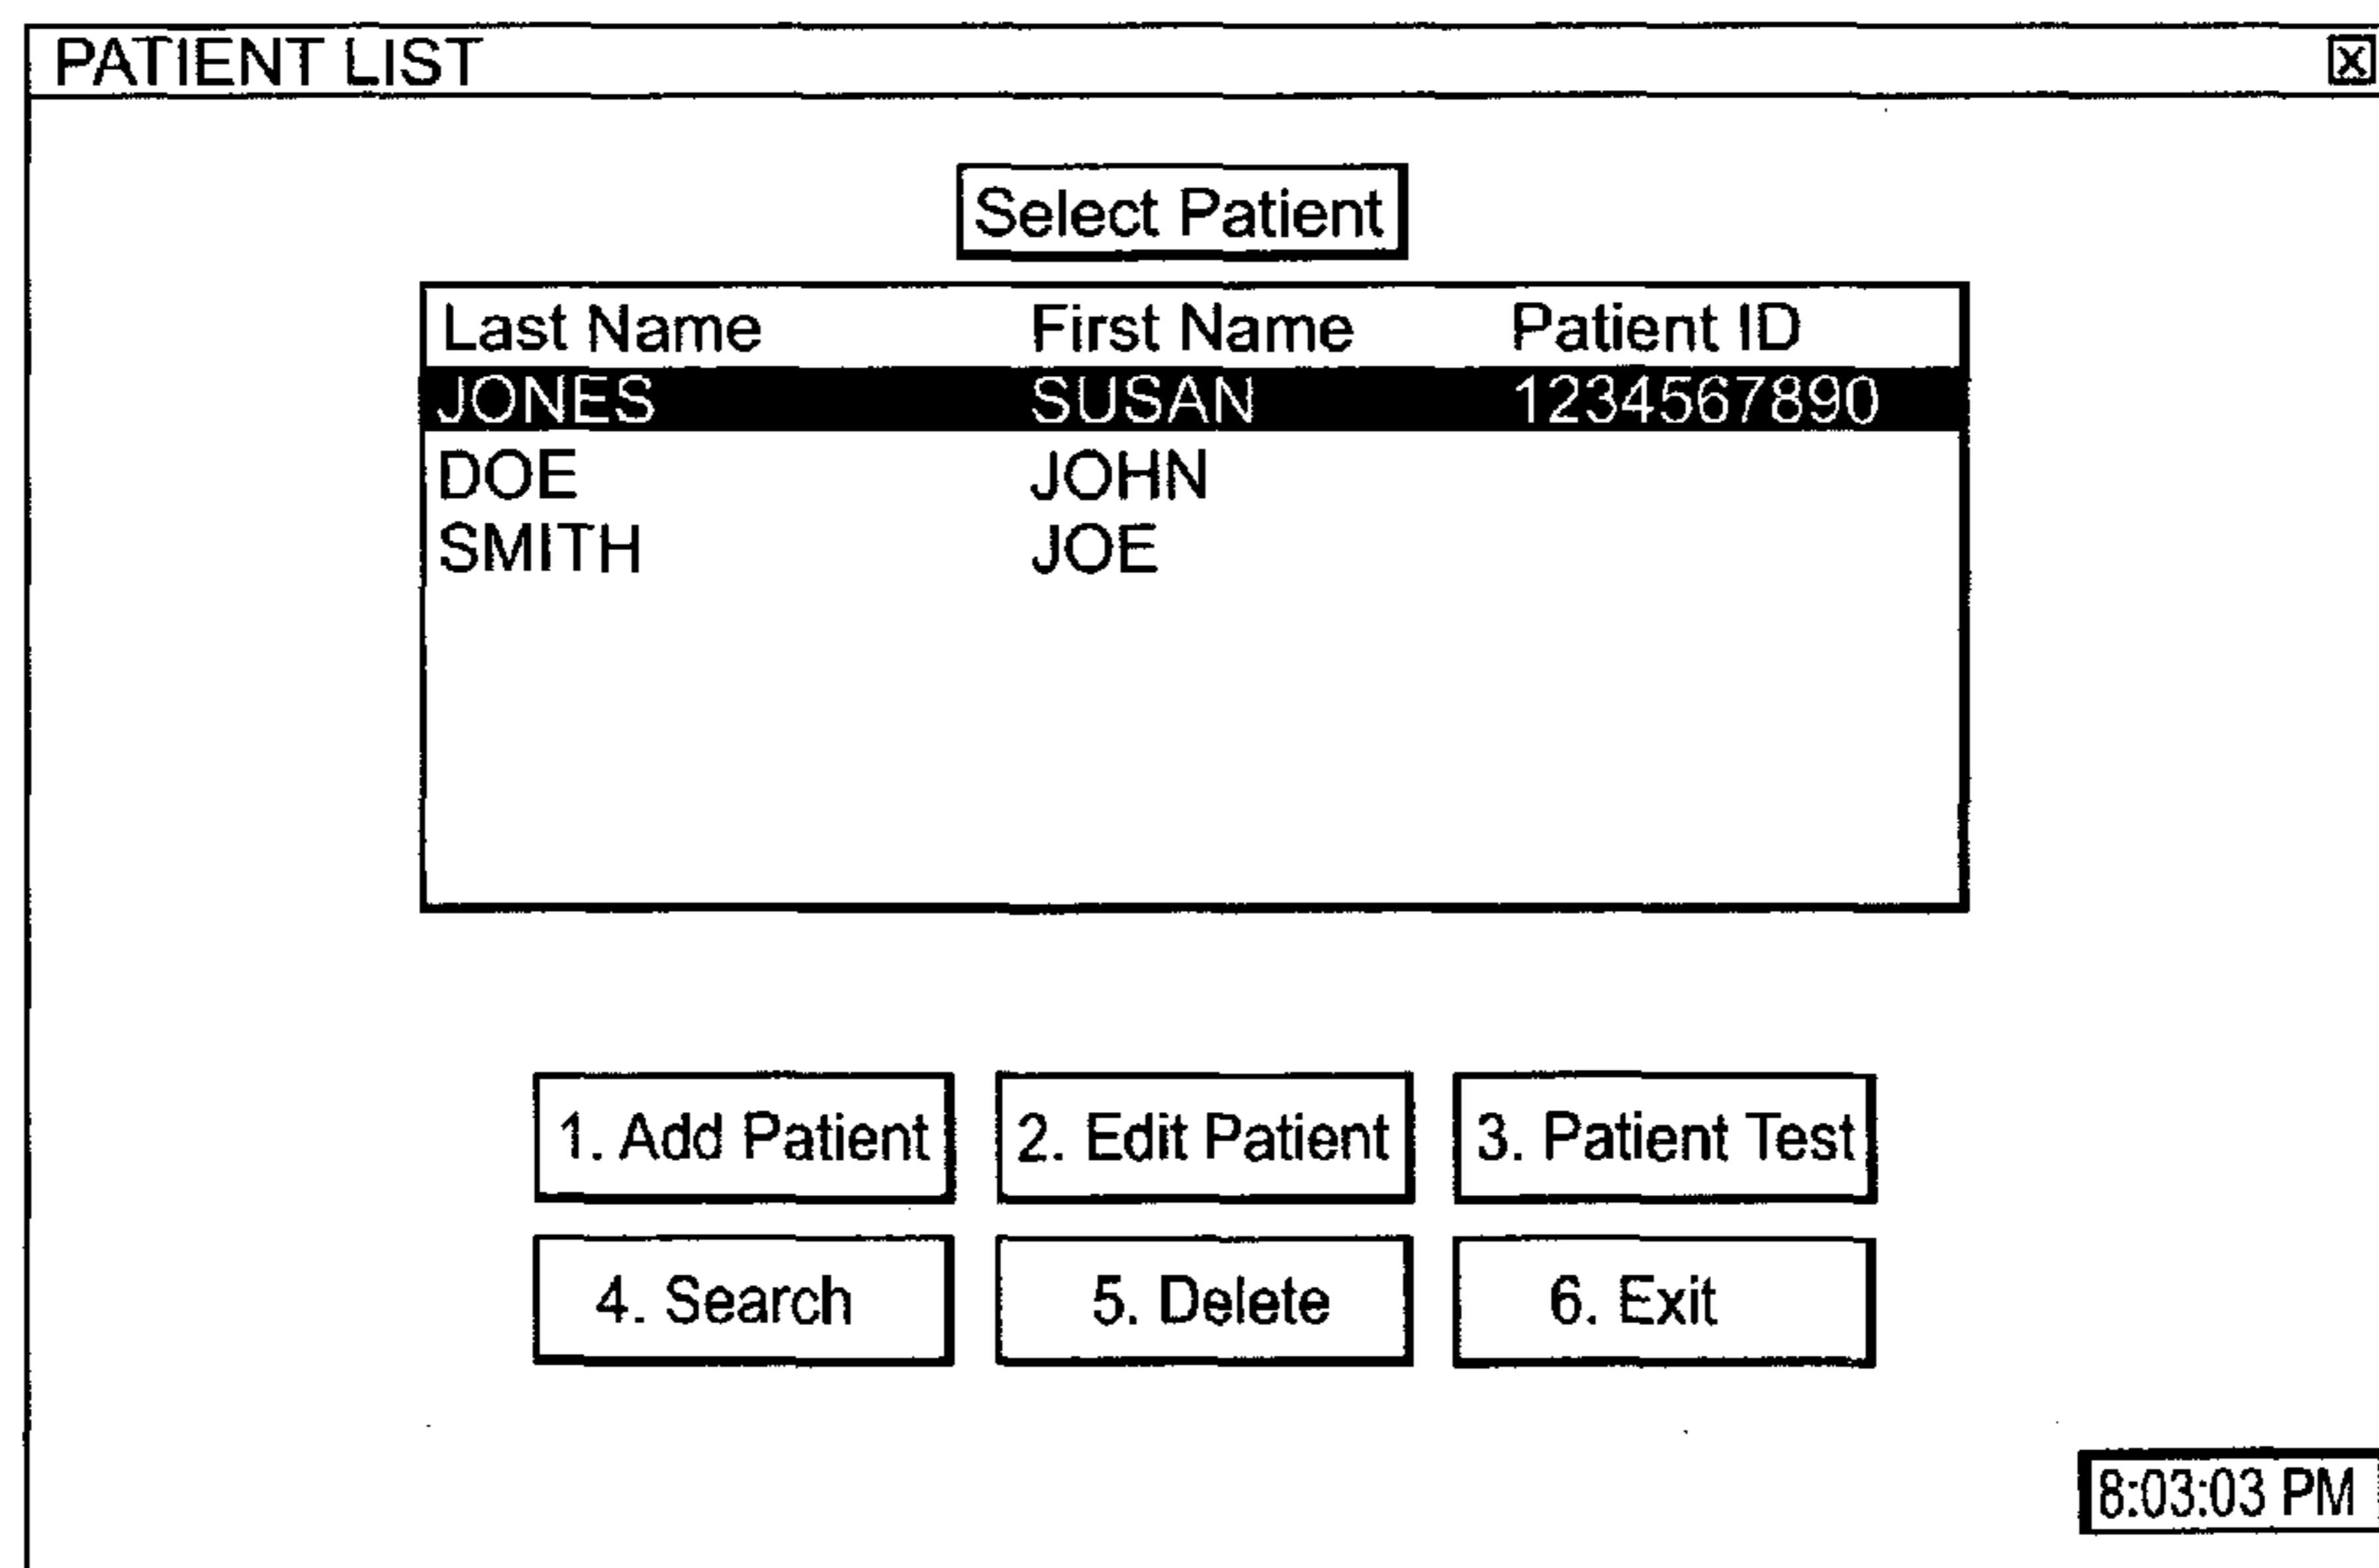 PATIENT LIST X
Select Patient
Last Name First Name Patient ID
JONES SUSAN 1234567890
DOE JOHN
SMITH JOE
1. Add Patient 2. Edit Patient 3. Patient Test
4. Search 5. Delete 6. Exit
8:03:03 PM